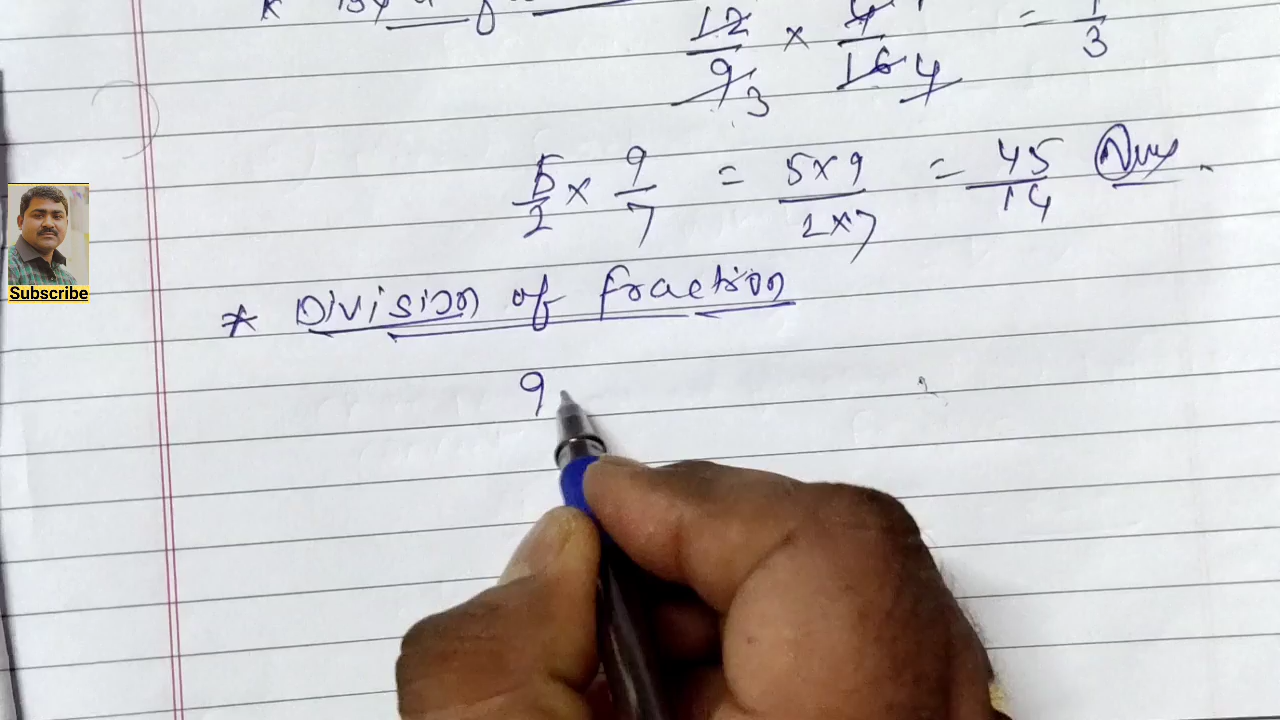 12/9 × 4/16 4 = 1/3
3
5/2 × 9/7 = 5×9/2×7 = 45/14 Ans.
* Division of fraction
9
Subscribe